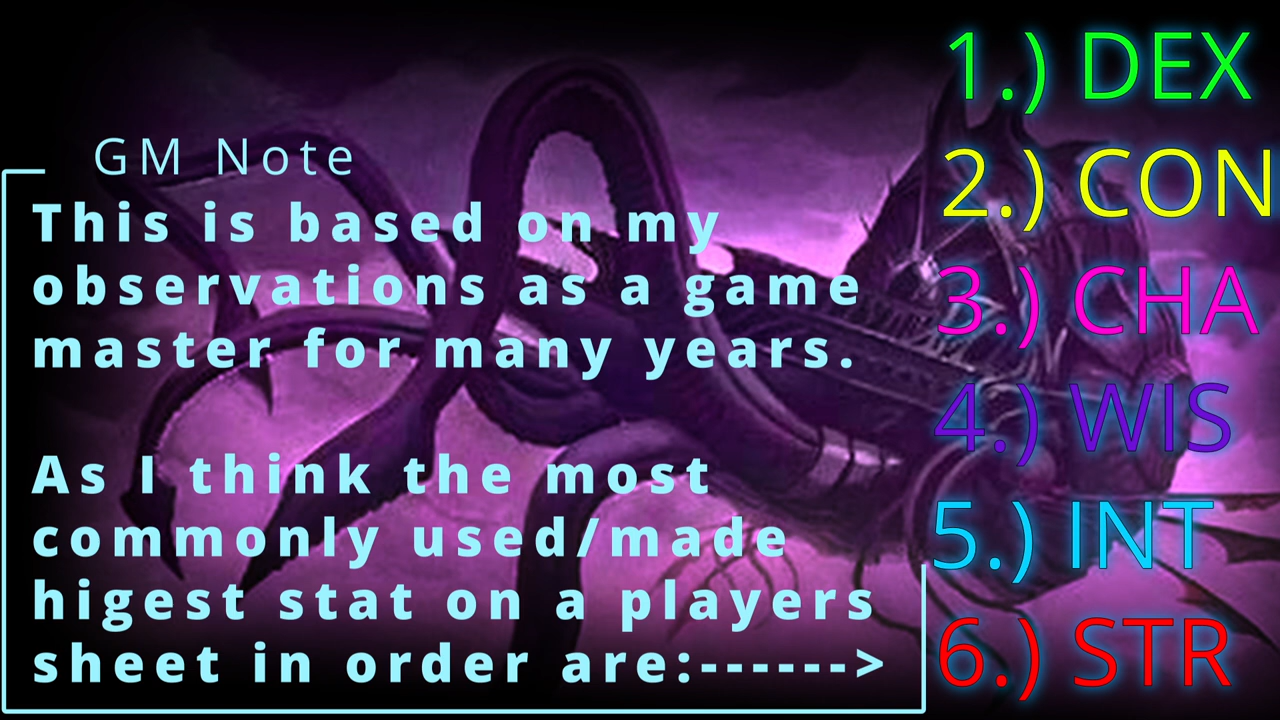 GM Note
This is based on my
observations as a game
master for many years.
As I think the most
commonly used/made
higest stat on a players
sheet in order are:------>
1.) DEX
2.) CON
3.) CHA
4.) WIS
5.) INT
6.) STR